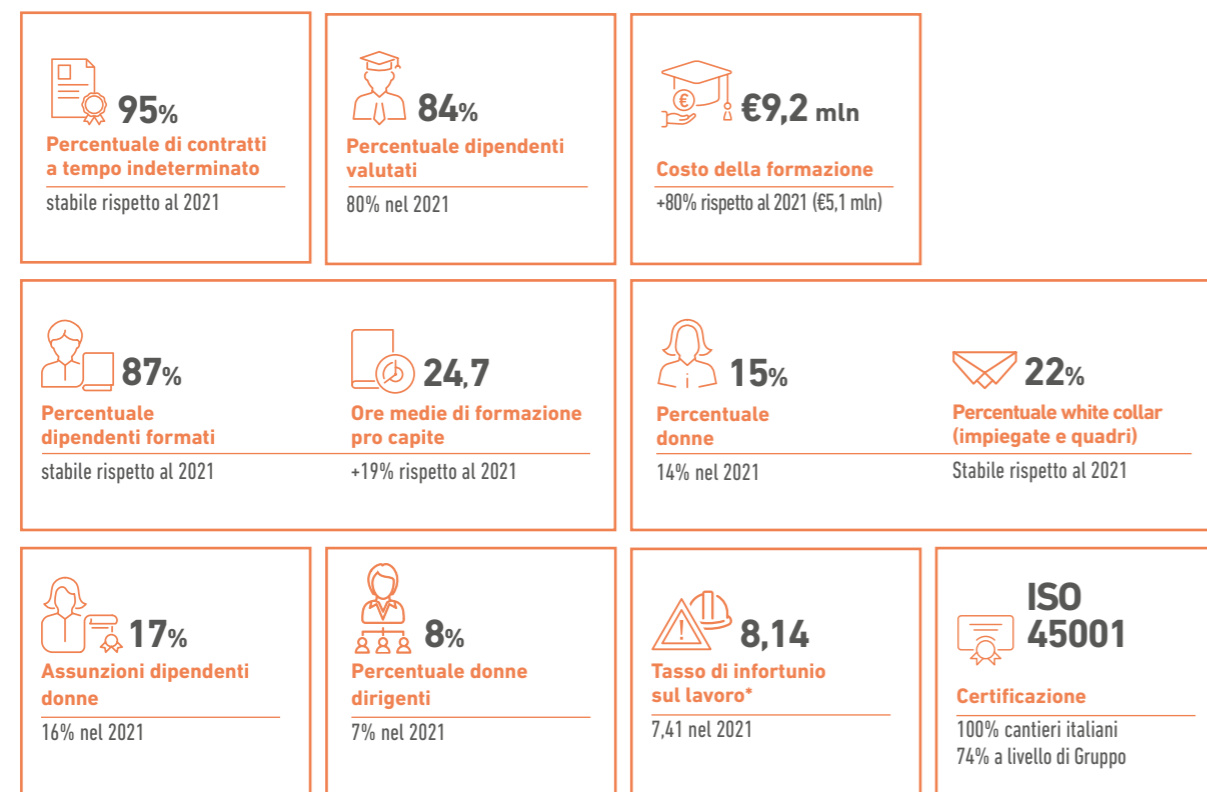 95%
Percentuale di contratti
a tempo indeterminato
stabile rispetto al 2021
84%
Percentuale dipendenti
valutati
80% nel 2021
€
€9,2 mln
Costo della formazione
+80% rispetto al 2021 (€5,1 mln)
87%
Percentuale
dipendenti formati
stabile rispetto al 2021
24,7
Ore medie di formazione
pro capite
+19% rispetto al 2021
15%
Percentuale
donne
14% nel 2021
22%
Percentuale white collar
(impiegate e quadri)
Stabile rispetto al 2021
17%
Assunzioni dipendenti
donne
16% nel 2021
8%
Percentuale donne
dirigenti
7% nel 2021
8,14
Tasso di infortunio
sul lavoro*
7,41 nel 2021
ISO
45001
Certificazione
100% cantieri italiani
74% a livello di Gruppo